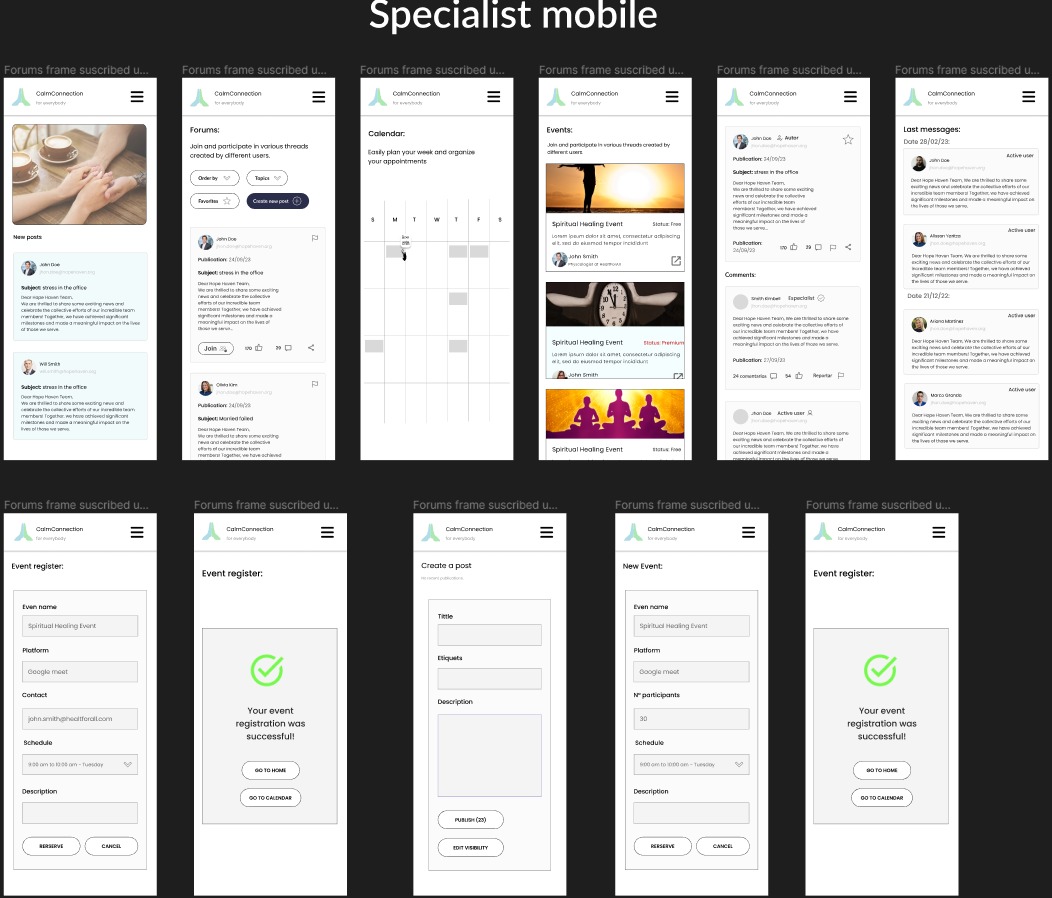 Specialist mobile
Forums frame suscribed u...
CalmConnection
for everybody
New posts
John Doe
Subject: stress in the office
Dear Hope Haven Team,
We are thrilled to share some exciting news and
celebrate the collective efforts of our incredible team
members! Together, we have achieved significant
milestones and made a meaningful impact on the lives
of those we serve.
Will Smith
Subject: stress in the office
Dear Hope Haven Team,
We are thrilled to share some exciting news and
celebrate the collective efforts of our incredible team
members! Together, we have achieved significant
milestones and made a meaningful impact on the
lives of those we serve.
Forums frame suscribed u...
CalmConnection
for everybody
Forums:
Join and participate in various threads
created by different users.
Order by
Topics
Favorites
Create new post
John Doe
Publication: 24/09/23
Subject: stress in the office
Dear Hope Haven Team,
We are thrilled to share some exciting
news and celebrate the collective
efforts of our incredible team
members! Together, we have achieved
significant milestones and made a
meaningful impact on the lives of
those we serve...
Join
170
29
Olivia Kim
Publication: 24/09/23
Subject: Married failed
Dear Hope Haven Team,
We are thrilled to share some exciting
news and celebrate the collective
efforts of our incredible team
members! Together, we have achieved
Forums frame suscribed u...
CalmConnection
for everybody
Calendar:
Easily plan your week and organize
your appointments
S M T W T F S
Forums frame suscribed u...
CalmConnection
for everybody
Events:
Join and participate in various threads created by
different users.
Spiritual Healing Event
Status: Free
Lorem ipsum dolor sit amet, consectetur adipiscing
elit, sed do eiusmod tempor incididunt
John Smith
Spiritual Healing Event
Status: Premium
Lorem ipsum dolor sit amet, consectetur adipiscing
elit, sed do eiusmod tempor incididunt
John Smith
Spiritual Healing Event
Status: Free
Forums frame suscribed u...
CalmConnection
for everybody
John Doe
Autor
Publication: 24/09/23
Subject: stress in the office
Dear Hope Haven Team,
We are thrilled to share some exciting
news and celebrate the collective
efforts of our incredible team
members! Together, we have achieved
significant milestones and made a
meaningful impact on the lives of
those we serve...
Publication:
24/09/23
170
29
Comments:
Smith Kimbel
Especialist
Dear Hope Haven Team, We are thrilled to share some
exciting news and celebrate the collective efforts of
our incredible team members! Together, we have
achieved significant milestones and made a
meaningful impact on the lives of those we serve.
Publication: 27/09/23
24 comentarios
54
Reportar
Jhon Doe
Active user
Dear Hope Haven Team, We are thrilled to share some
exciting news and celebrate the collective efforts of
our incredible team members! Together, we have
Forums frame suscribed u...
CalmConnection
for everybody
Last messages:
Date 28/02/23:
Active user
John Doe
Dear Hope Haven Team, We are thrilled to share some
exciting news and celebrate the collective efforts of our
incredible team members! Together, we have achieved
significant milestones and made a meaningful impact
on the lives of those we serve.
Active user
Allison Yaritza
Dear Hope Haven Team, We are thrilled to share some
exciting news and celebrate the collective efforts of our
incredible team members! Together, we have achieved
significant milestones and made a meaningful impact
on the lives of those we serve.
Date 21/12/22:
Active user
Ariana Martines
Dear Hope Haven Team, We are thrilled to share some
exciting news and celebrate the collective efforts of our
incredible team members! Together, we have achieved
significant milestones and made a meaningful impact
on the lives of those we serve.
Active user
Marco Granda
Dear Hope Haven Team, We are thrilled to share some
exciting news and celebrate the collective efforts of our
incredible team members! Together, we have achieved
significant milestones and made a meaningful impact
on the lives of those we serve.
Forums frame suscribed u...
CalmConnection
for everybody
Event register:
Even name
Spiritual Healing Event
Platform
Google meet
Contact
john.smith@healtforall.com
Schedule
9:00 am to 10:00 am - Tuesday
Description
RERSERVE
CANCEL
Forums frame suscribed u...
CalmConnection
for everybody
Event register:
Your event
registration was
successful!
GO TO HOME
GO TO CALENDAR
Forums frame suscribed u...
CalmConnection
for everybody
Create a post
Tittle
Etiquets
Description
PUBLISH (23)
EDIT VISIBILITY
Forums frame suscribed u...
CalmConnection
for everybody
New Event:
Even name
Spiritual Healing Event
Platform
Google meet
Nº participants
30
Schedule
9:00 am to 10:00 am - Tuesday
Description
RERSERVE
CANCEL
Forums frame suscribed u...
CalmConnection
for everybody
Event register:
Your event
registration was
successful!
GO TO HOME
GO TO CALENDAR